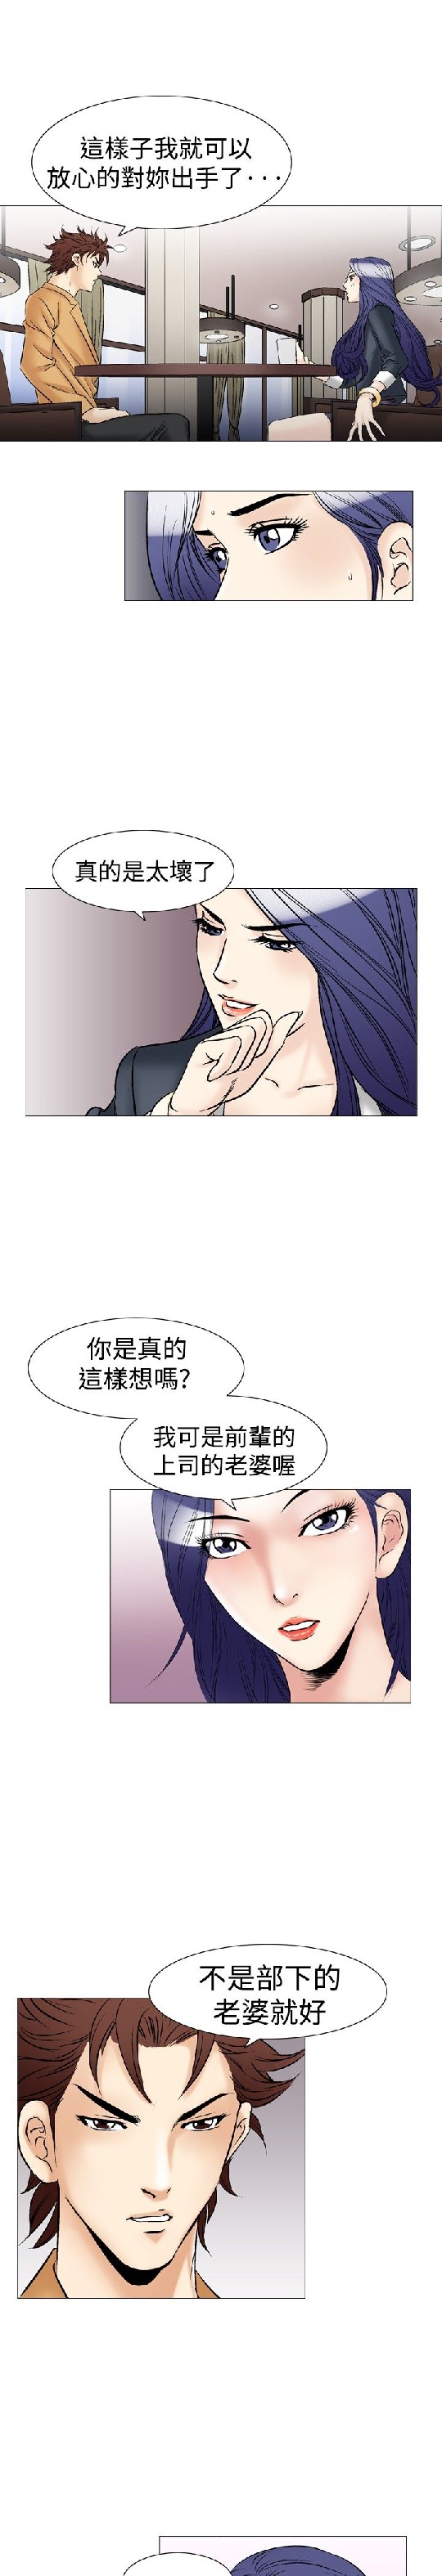 這樣子我就可以
放心的對妳出手了···
真的是太壞了
你是真的
這樣想嗎?
我可是前輩的
上司的老婆喔
不是部下的
老婆就好